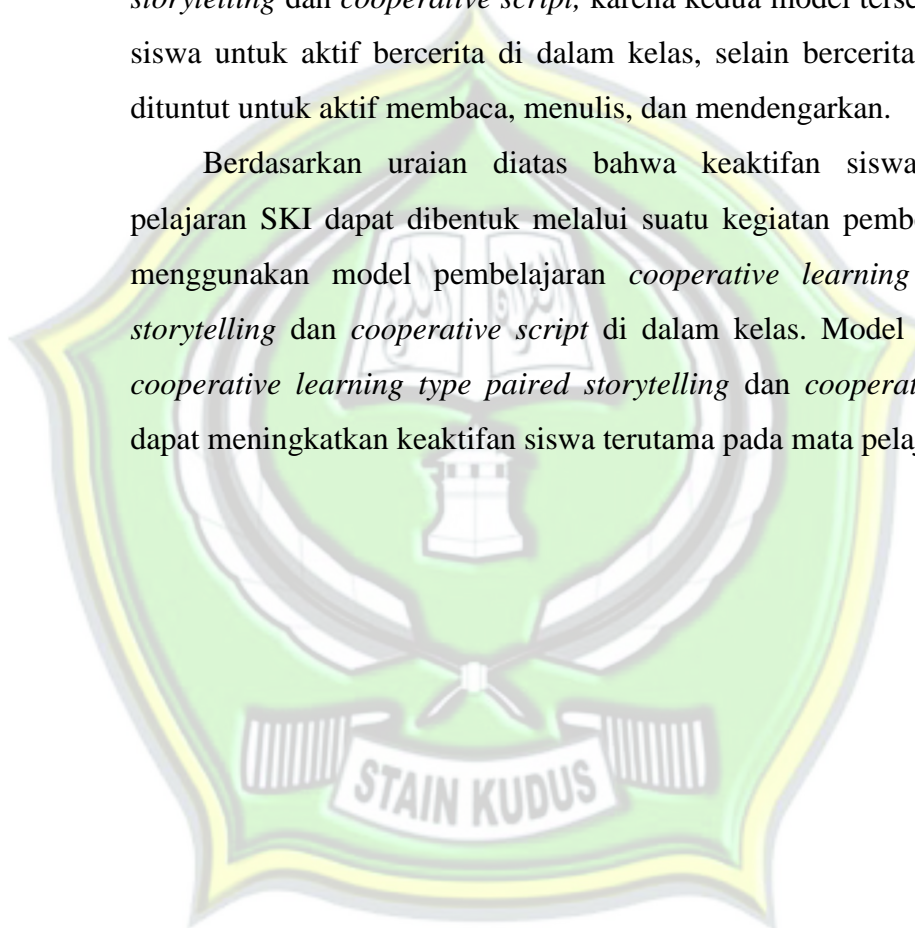 storytelling dan cooperative script, karena kedua model terse
siswa untuk aktif bercerita di dalam kelas, selain bercerita
dituntut untuk aktif membaca, menulis, dan mendengarkan.
Berdasarkan uraian diatas bahwa keaktifan siswa
pelajaran SKI dapat dibentuk melalui suatu kegiatan pembe
menggunakan model pembelajaran cooperative learning
storytelling dan cooperative script di dalam kelas. Model
cooperative learning type paired storytelling dan cooperat
dapat meningkatkan keaktifan siswa terutama pada mata pelaj
STAIN KUDUS